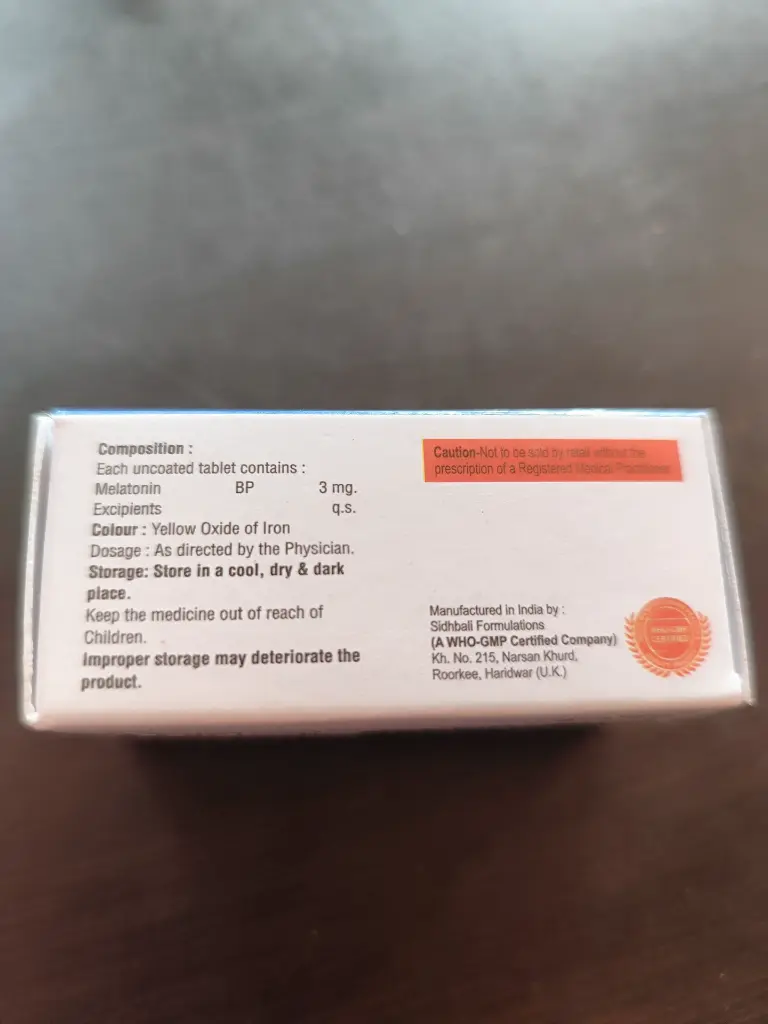 Composition :
Each uncoated tablet contains :
Melatonin BP 3 mg.
Excipients q.s.
Colour : Yellow Oxide of Iron
Dosage : As directed by the Physician.
Storage: Store in a cool, dry & dark
place.
Keep the medicine out of reach of
Children.
Improper storage may deteriorate the
product.
Caution-Not to be sold by retail without the
prescription of a Registered Medical Practitioner
Manufactured in India by :
Sidhbali Formulations
(A WHO-GMP Certified Company)
Kh. No. 215, Narsan Khurd,
Roorkee, Haridwar (U.K.)
CERTIFIED